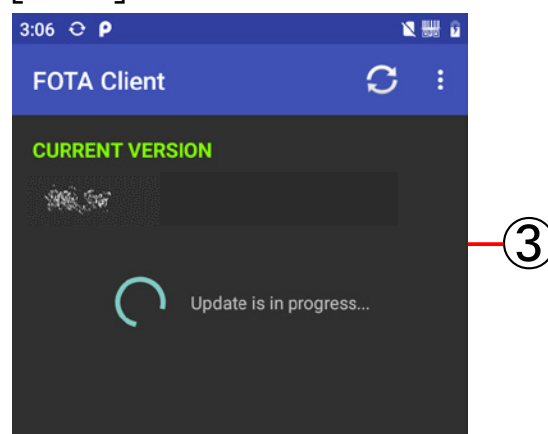 3:06
FOTA Client
CURRENT VERSION
Update is in progress...
③